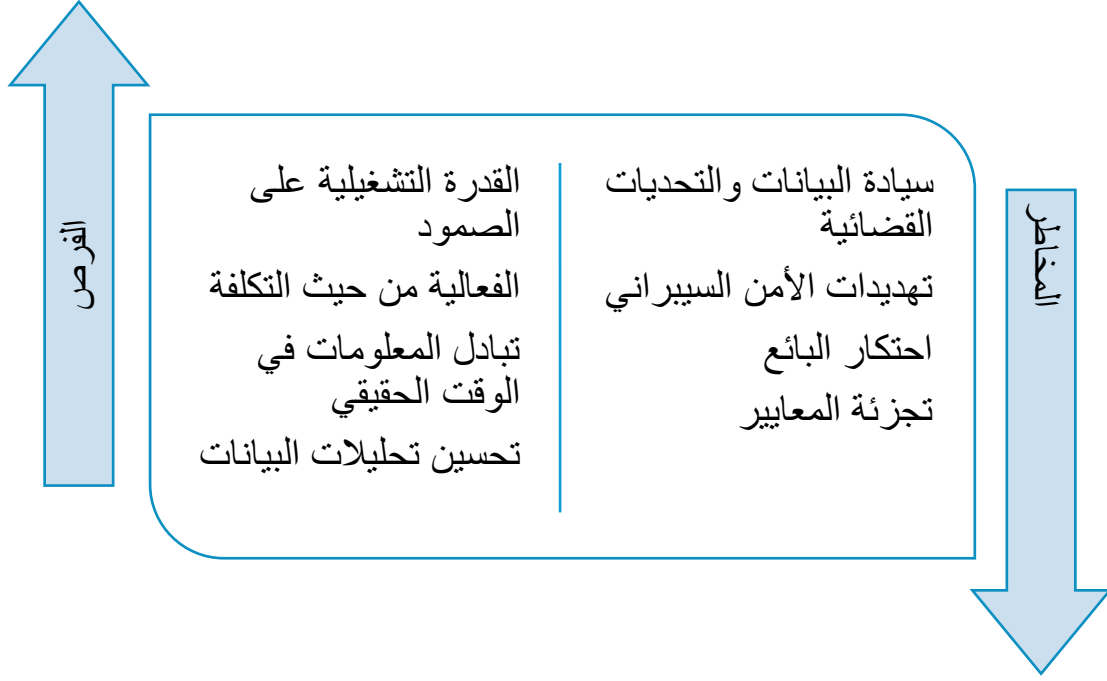 المخاطر
سيادة البيانات والتحديات
القضائية
تهديدات الأمن السيبراني
احتكار البائع
تجزئة المعايير
القدرة التشغيلية على
الصمود
الفعالية من حيث التكلفة
تبادل المعلومات في
الوقت الحقيقي
تحسين تحليلات البيانات
الفرص